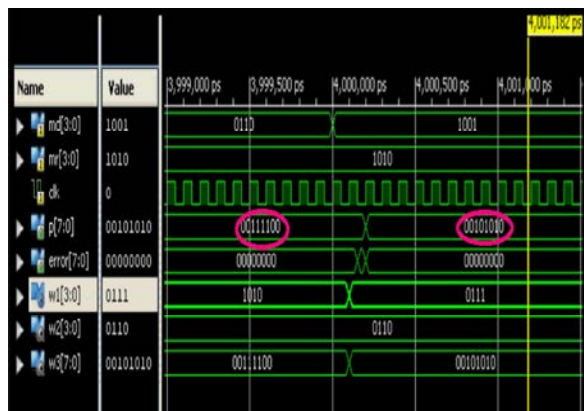 4,001,182 ps
Name Value 3,999,000 ps 3,999,500 ps 4,000,000 ps 4,000,500 ps 4,001,000 ps
md[3:0] 1001 0110 1001
mr[3:0] 1010 1010
clk 0
p[7:0] 00101010 00111100 00101010
error[7:0] 00000000 00000000 00000000
w1[3:0] 0111 1010 0111
w2[3:0] 0110 0110
w3[7:0] 00101010 00111100 00101010